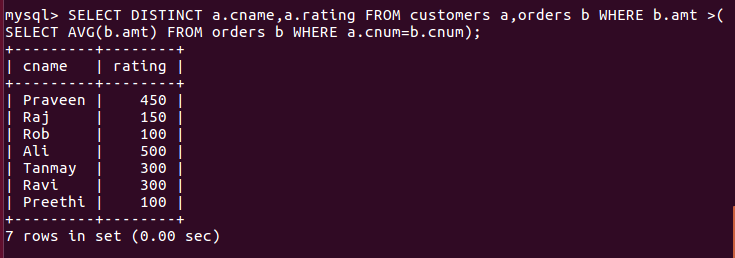 mysql> SELECT DISTINCT a.cname,a.rating FROM customers a,orders b WHERE b.amt >(
SELECT AVG(b.amt) FROM orders b WHERE a.cnum=b.cnum);
+---------+--------+
| cname   | rating |
+---------+--------+
| Praveen |    450 |
| Raj     |    150 |
| Rob     |    100 |
| Ali     |    500 |
| Tanmay  |    300 |
| Ravi    |    300 |
| Preethi |    100 |
+---------+--------+
7 rows in set (0.00 sec)